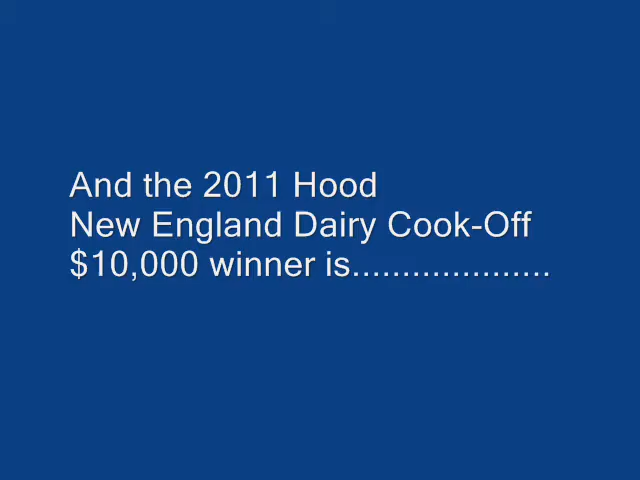 And the 2011 Hood
New England Dairy Cook-Off
$10,000 winner is....................